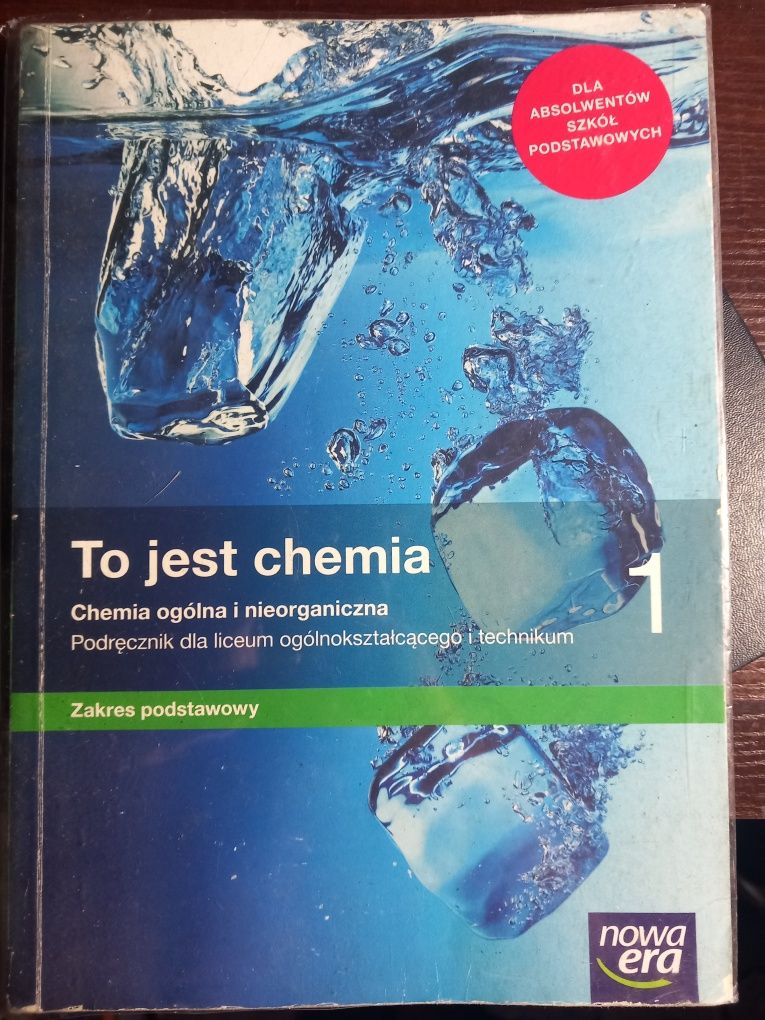 DLA
ABSOLWENTÓW
SZKÓŁ
PODSTAWOWYCH
To jest chemia
1
Chemia ogólna i nieorganiczna
Podręcznik dla liceum ogólnokształcącego i technikum
Zakres podstawowy
nowa
era